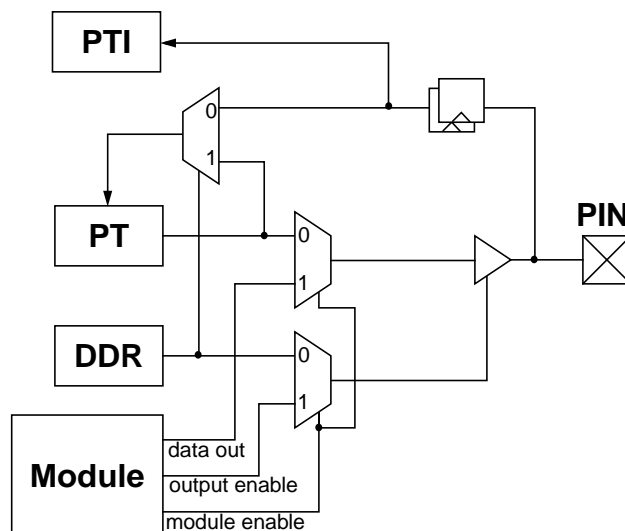 PTI
0
1
PT
PIN
0
1
DDR
0
1
data out
Module
output enable
module enable